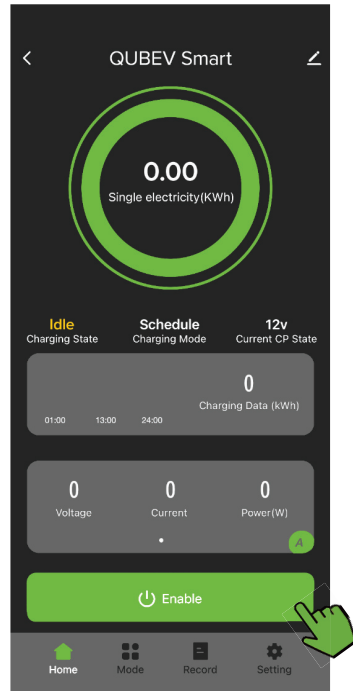 QUBEV Smart
0.00
Single electricity(KWh)
Idle Schedule 12v
Charging State Charging Mode Current CP State
0
Charging Data (kWh)
01:00 13:00 24:00
0 0 0
Voltage Current Power(W)
A
Enable
Home Mode Record Setting